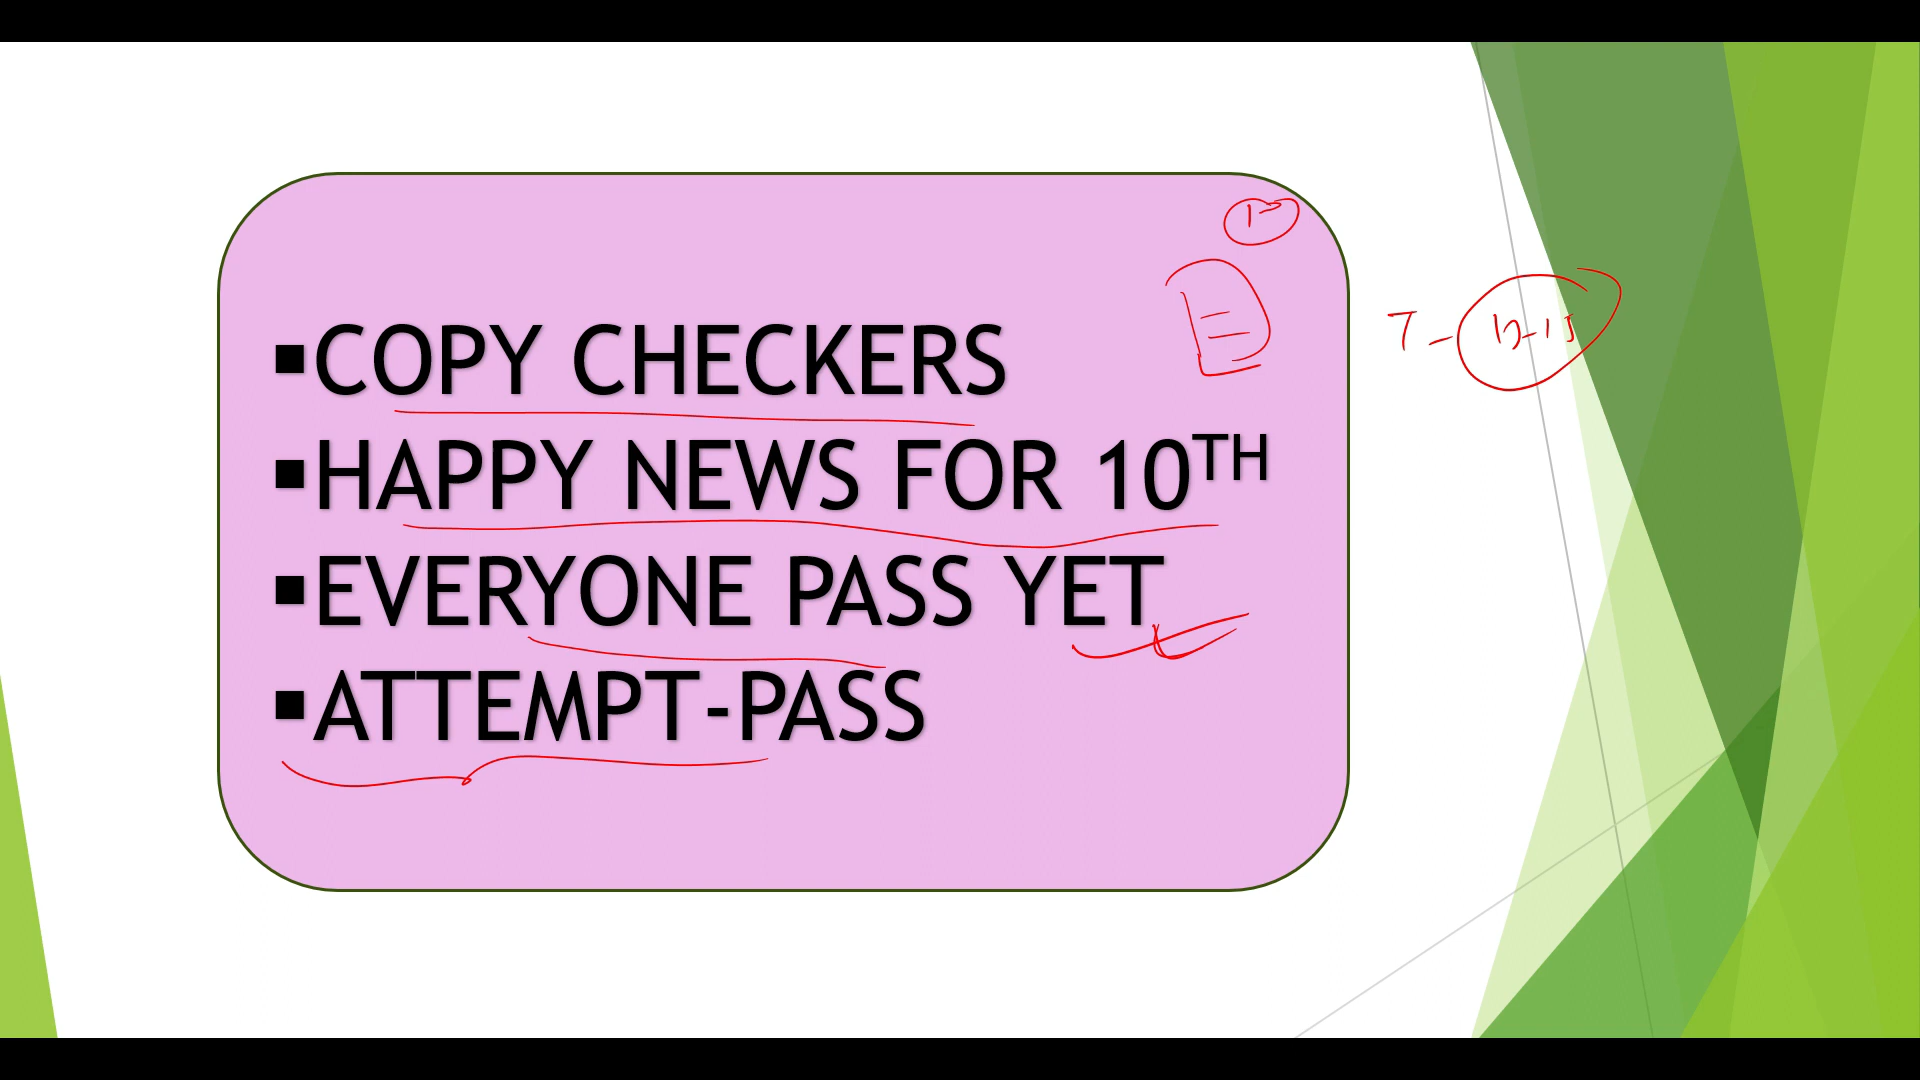 ▪COPY CHECKERS
▪HAPPY NEWS FOR 10TH
▪EVERYONE PASS YET
▪ATTEMPT-PASS
T -